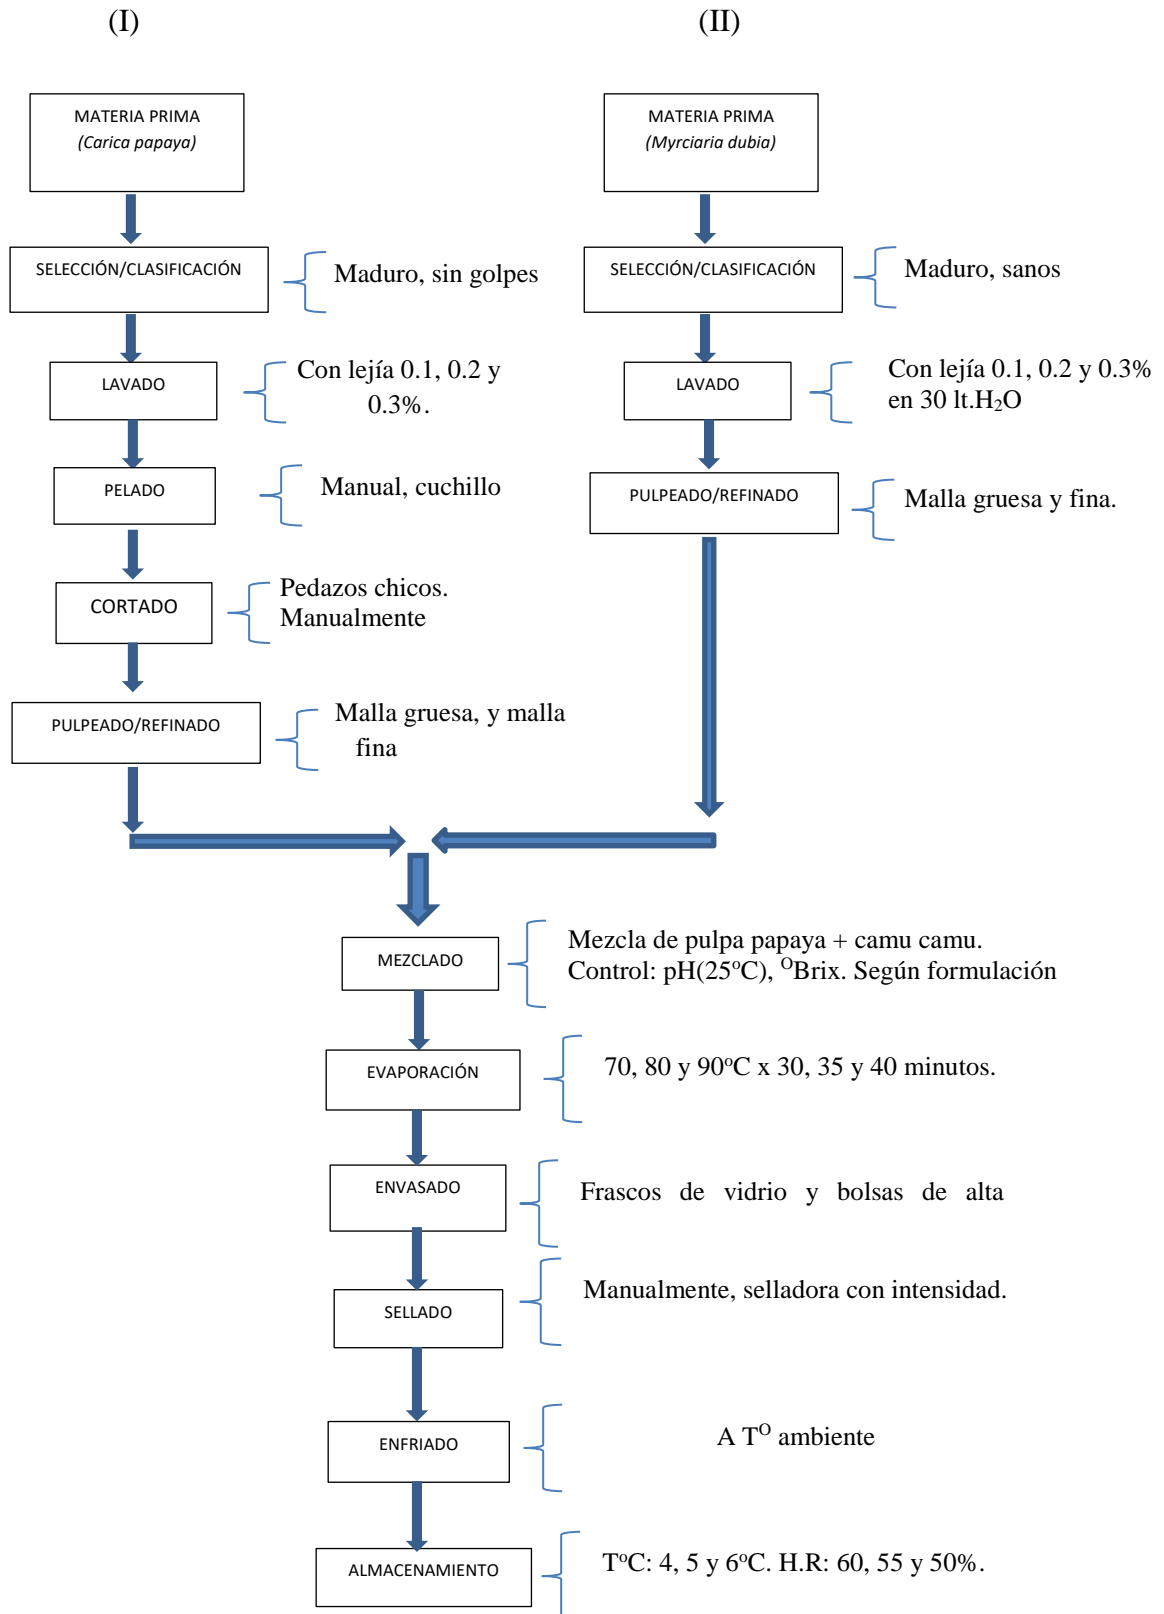 (I)
(II)
MATERIA PRIMA
(Carica papaya)
MATERIA PRIMA
(Myrciaria dubia)
SELECCIÓN/CLASIFICACIÓN
Maduro, sin golpes
SELECCIÓN/CLASIFICACIÓN
Maduro, sanos
LAVADO
Con lejía 0.1, 0.2 y
0.3%.
LAVADO
Con lejía 0.1, 0.2 y 0.3%
en 30 lt.H₂O
PELADO
Manual, cuchillo
PULPEADO/REFINADO
Malla gruesa y fina.
CORTADO
Pedazos chicos.
Manualmente
PULPEADO/REFINADO
Malla gruesa, y malla
fina
MEZCLADO
Mezcla de pulpa papaya + camu camu.
Control: pH(25°C), ᴼBrix. Según formulación
EVAPORACIÓN
70, 80 y 90°C x 30, 35 y 40 minutos.
ENVASADO
Frascos de vidrio y bolsas de alta
SELLADO
Manualmente, selladora con intensidad.
ENFRIADO
A Tᴼ ambiente
ALMACENAMIENTO
T°C: 4, 5 y 6°C. H.R: 60, 55 y 50%.